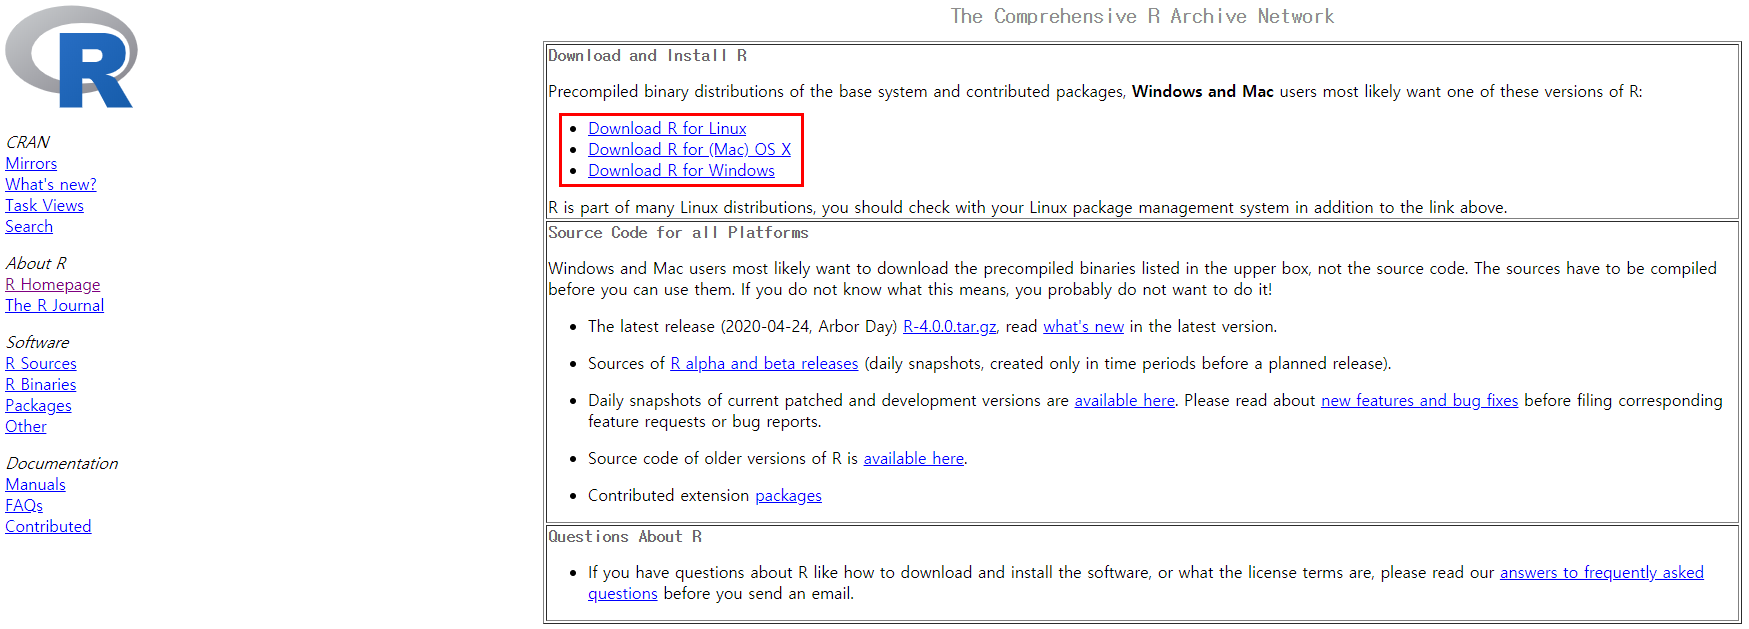 R
CRAN
Mirrors
What's new?
Task Views
Search
About R
R Homepage
The R Journal
Software
R Sources
R Binaries
Packages
Other
Documentation
Manuals
FAQs
Contributed
The Comprehensive R Archive Network
Download and Install R
Precompiled binary distributions of the base system and contributed packages, Windows and Mac users most likely want one of these versions of R:
• Download R for Linux
• Download R for (Mac) OS X
• Download R for Windows
R is part of many Linux distributions, you should check with your Linux package management system in addition to the link above.
Source Code for all Platforms
Windows and Mac users most likely want to download the precompiled binaries listed in the upper box, not the source code. The sources have to be compiled
before you can use them. If you do not know what this means, you probably do not want to do it!
• The latest release (2020-04-24, Arbor Day) R-4.0.0.tar.gz, read what's new in the latest version.
• Sources of R alpha and beta releases (daily snapshots, created only in time periods before a planned release).
• Daily snapshots of current patched and development versions are available here. Please read about new features and bug fixes before filing corresponding
feature requests or bug reports.
• Source code of older versions of R is available here.
• Contributed extension packages
Questions About R
• If you have questions about R like how to download and install the software, or what the license terms are, please read our answers to frequently asked
questions before you send an email.